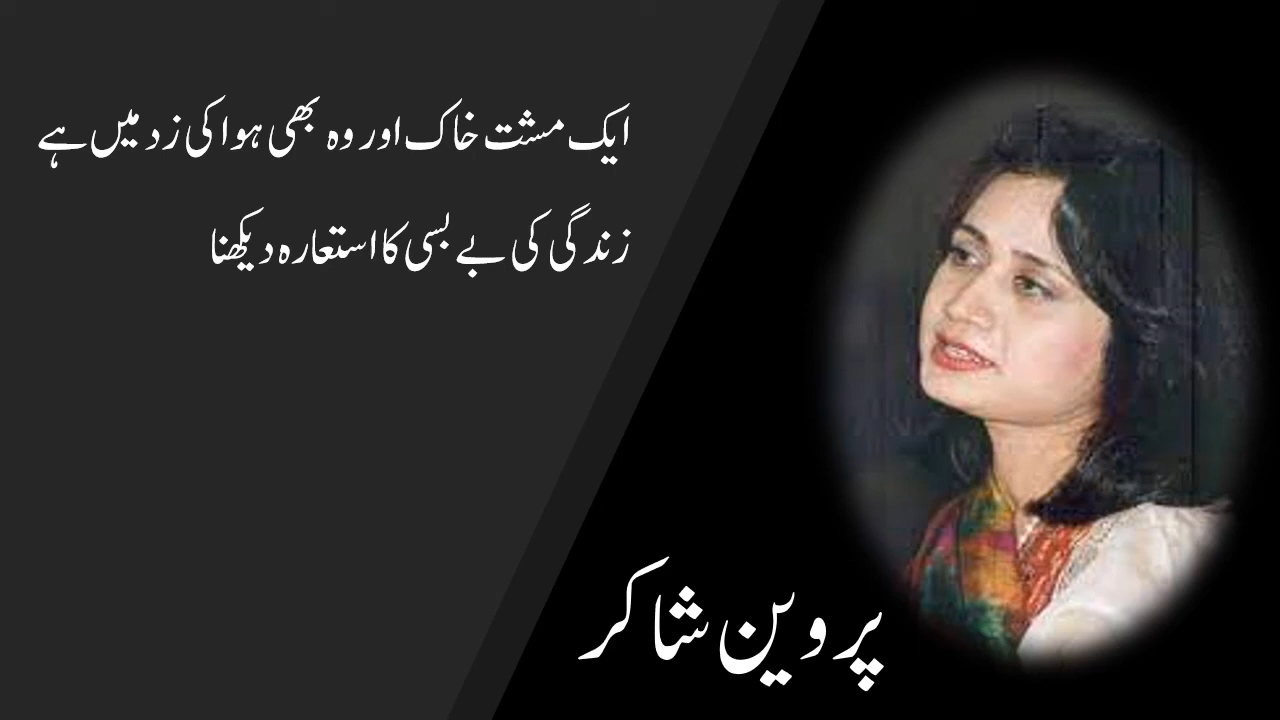 ایک مشت خاک اور وہ بھی ہوا کی زد میں ہے
زندگی کی بے بسی کا استعارہ دیکھنا
پروین شاکر